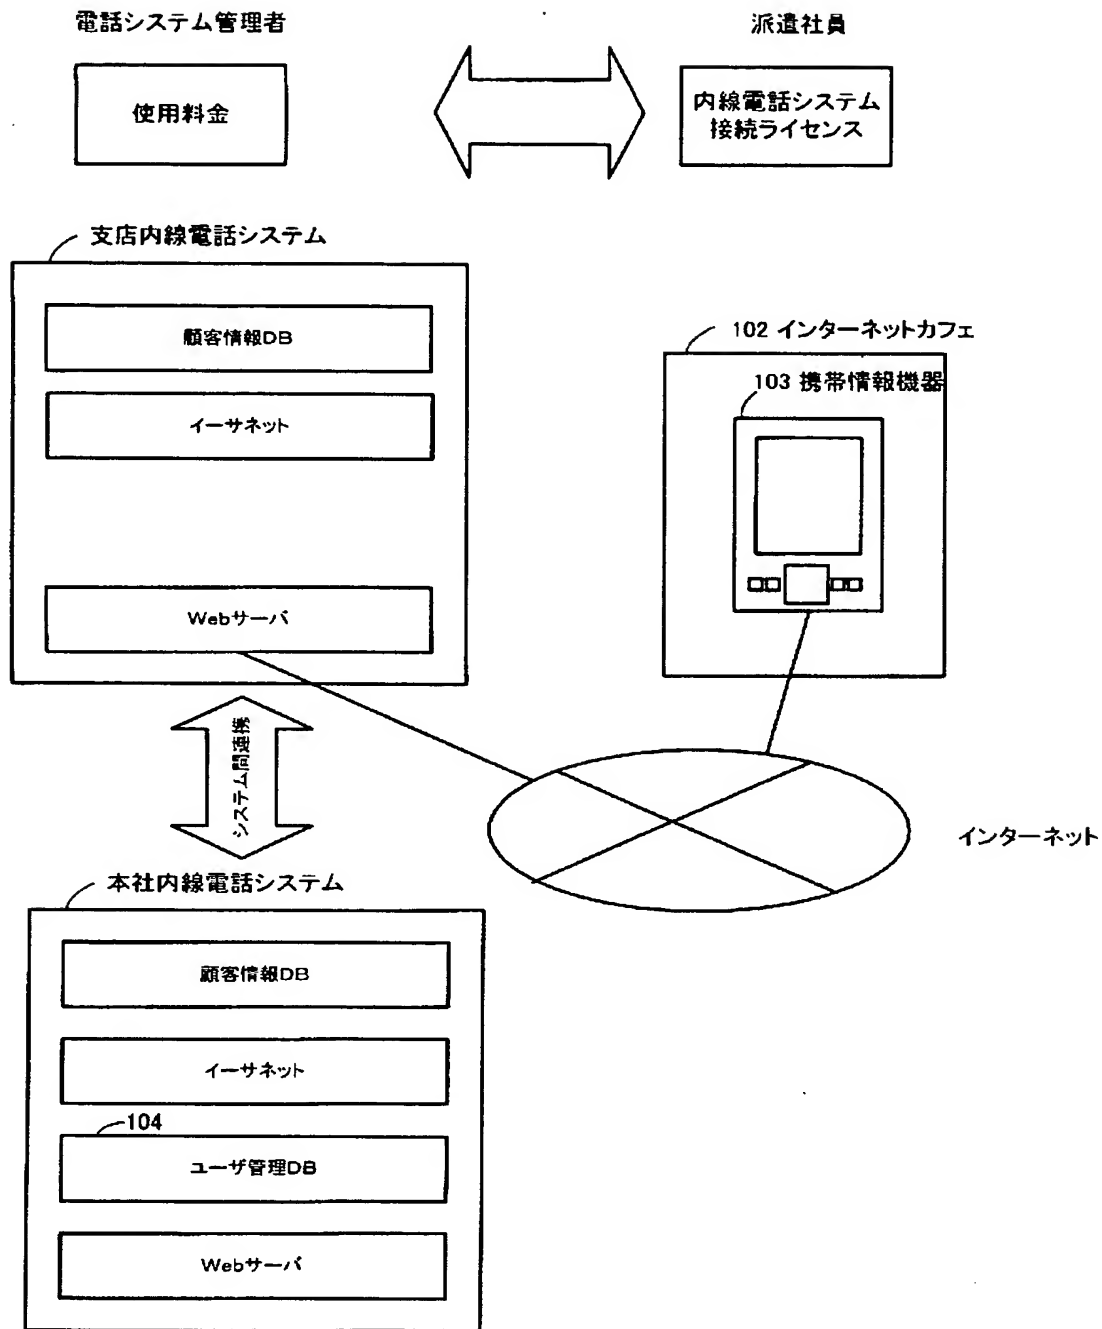 電話システム管理者
派遣社員
使用料金
内線電話システム
接続ライセンス
支店内線電話システム
顧客情報DB
イーサネット
Webサーバ
102 インターネットカフェ
103 携帯情報機器
システム間連携
インターネット
本社内線電話システム
顧客情報DB
イーサネット
104
ユーザ管理DB
Webサーバ